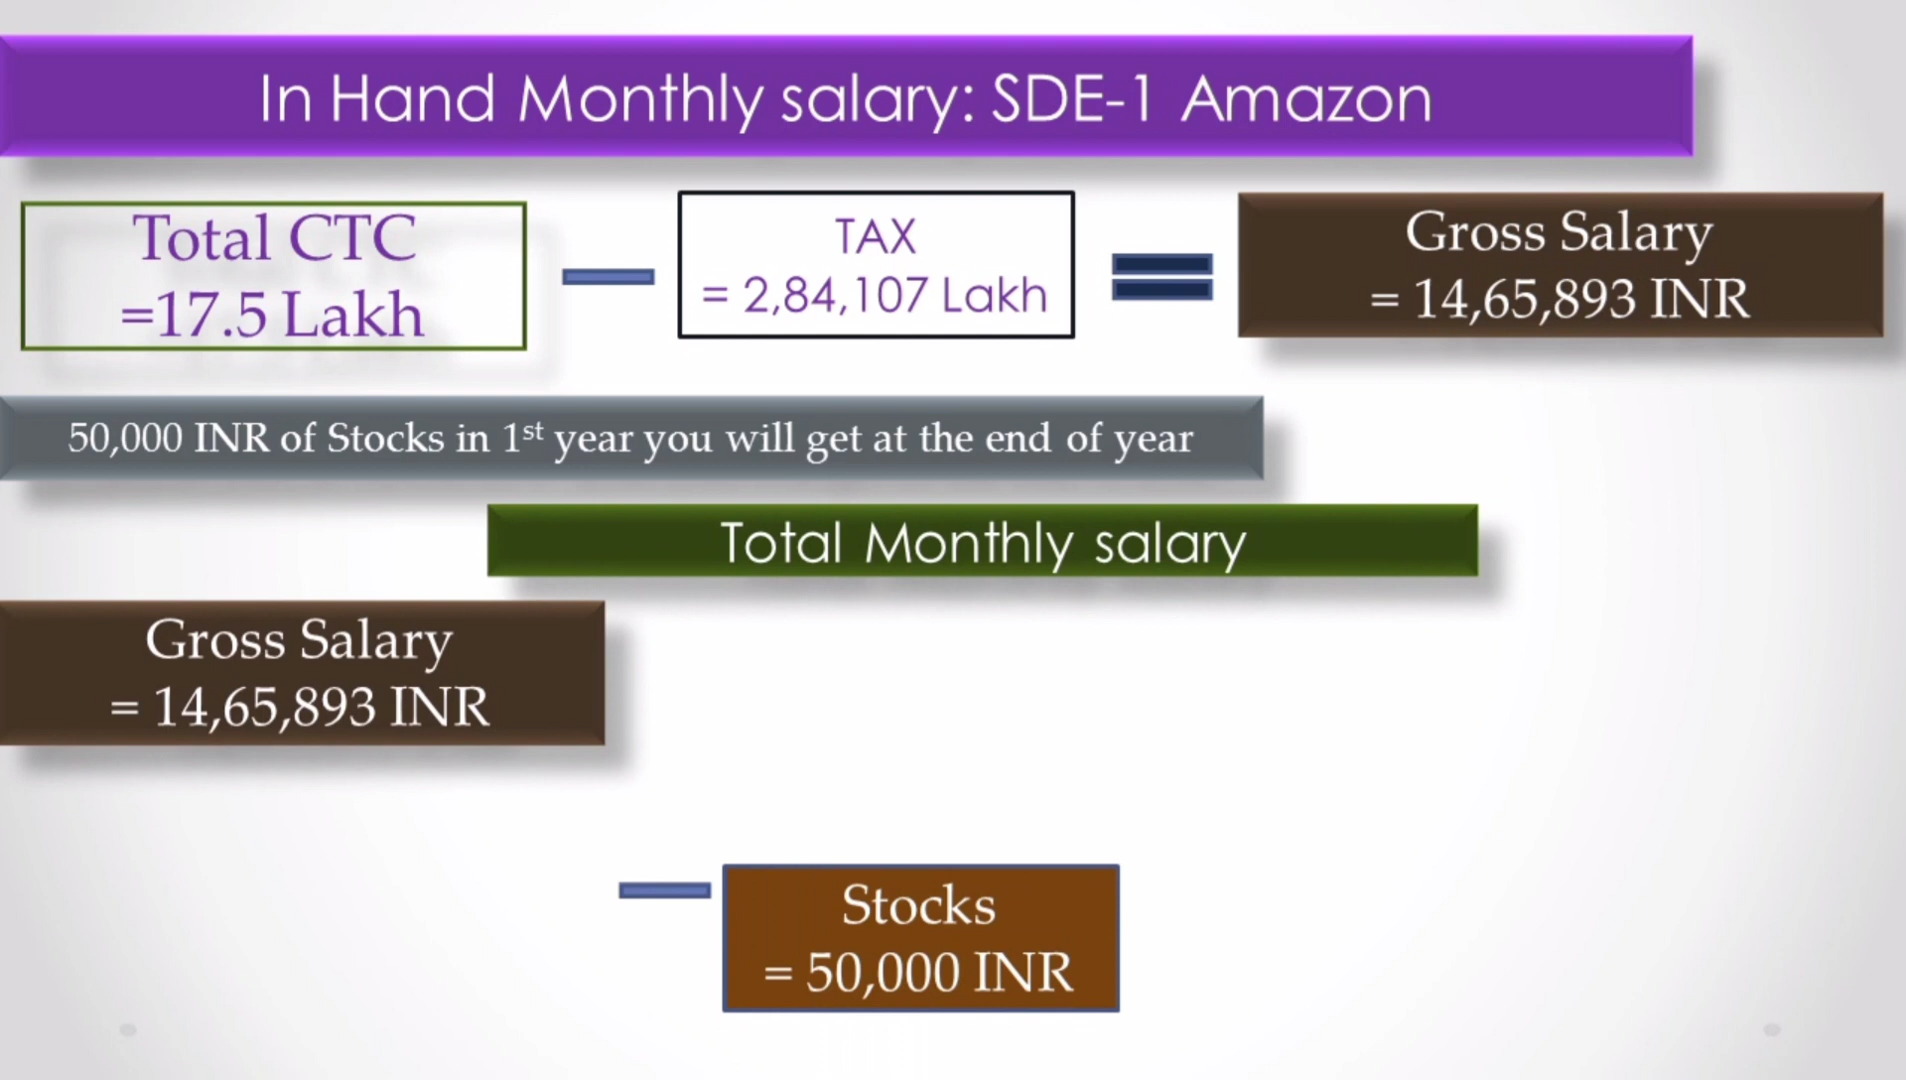 In Hand Monthly salary: SDE-1 Amazon
Total CTC
=17.5 Lakh
TAX
= 2,84,107 Lakh
Gross Salary
= 14,65,893 INR
50,000 INR of Stocks in 1st year you will get at the end of year
Total Monthly salary
Gross Salary
= 14,65,893 INR
Stocks
= 50,000 INR